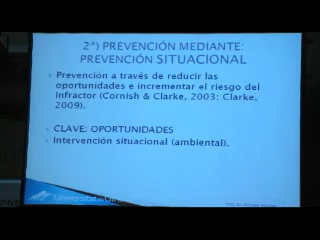 2ª) PREVENCIÓN MEDIANTE:
PREVENCIÓN SITUACIONAL
Prevención a través de reducir las
oportunidades e incrementar el riesgo del
infractor (Cornish & Clarke, 2003: Clarke,
2009).
CLAVE: OPORTUNIDADES
Intervención situacional (ambiental).